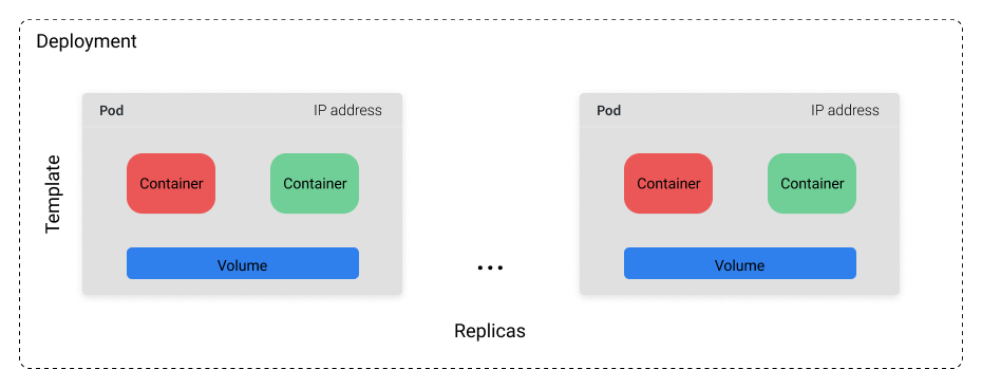 Deployment
Pod IP address
Container Container
Volume
Template
...
Pod IP address
Container Container
Volume
Replicas